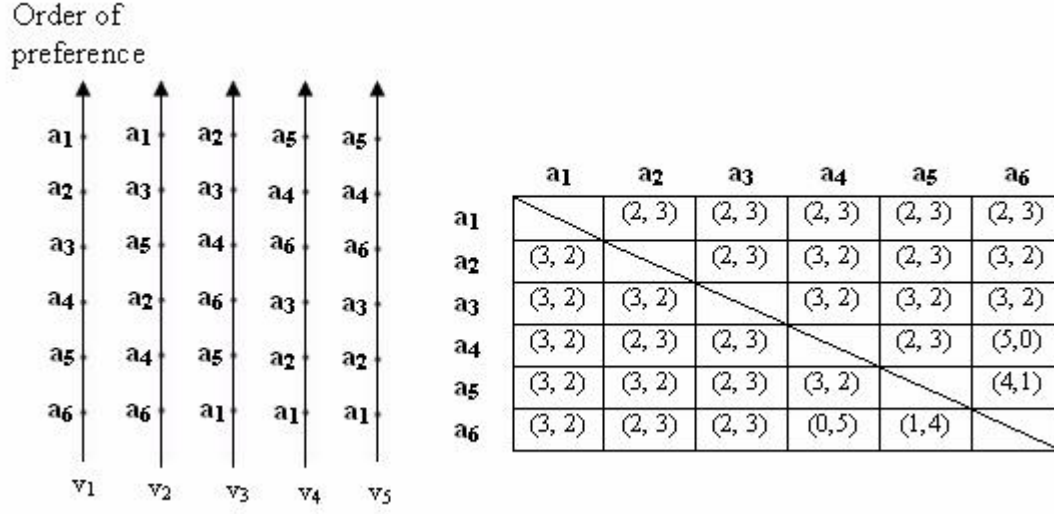 Order of
preference
a1 a1 a2 a5 a5
a2 a3 a3 a4 a4
a3 a5 a4 a6 a6
a4 a2 a6 a3 a3
a5 a4 a5 a2 a2
a6 a6 a1 a1 a1
v1 v2 v3 v4 v5
a1 a2 a3 a4 a5 a6
a1 (2, 3) (2, 3) (2, 3) (2, 3) (2, 3)
a2 (3, 2) (2, 3) (3, 2) (2, 3) (3, 2)
a3 (3, 2) (3, 2) (3, 2) (3, 2) (3, 2)
a4 (3, 2) (2, 3) (2, 3) (2, 3) (5,0)
a5 (3, 2) (3, 2) (2, 3) (3, 2) (4,1)
a6 (3, 2) (2, 3) (2, 3) (0,5) (1,4)